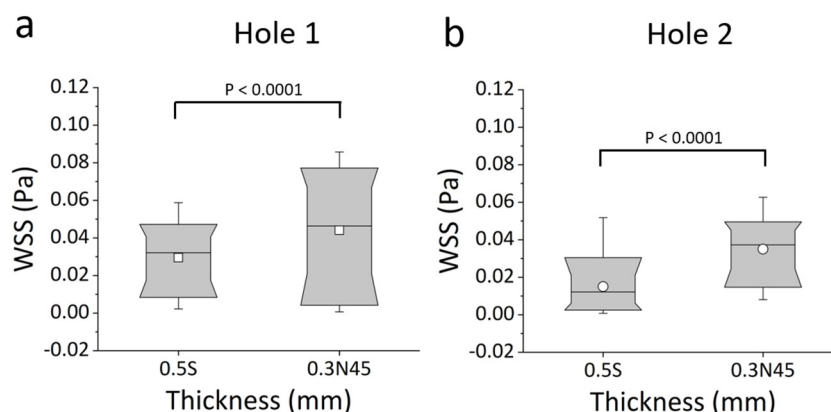 a
Hole 1
WSS (Pa)
0.12
0.10
0.08
0.06
0.04
0.02
0.00
-0.02
P < 0.0001
0.5S
0.3N45
Thickness (mm)
b
Hole 2
WSS (Pa)
0.12
0.10
0.08
0.06
0.04
0.02
0.00
-0.02
P < 0.0001
0.5S
0.3N45
Thickness (mm)